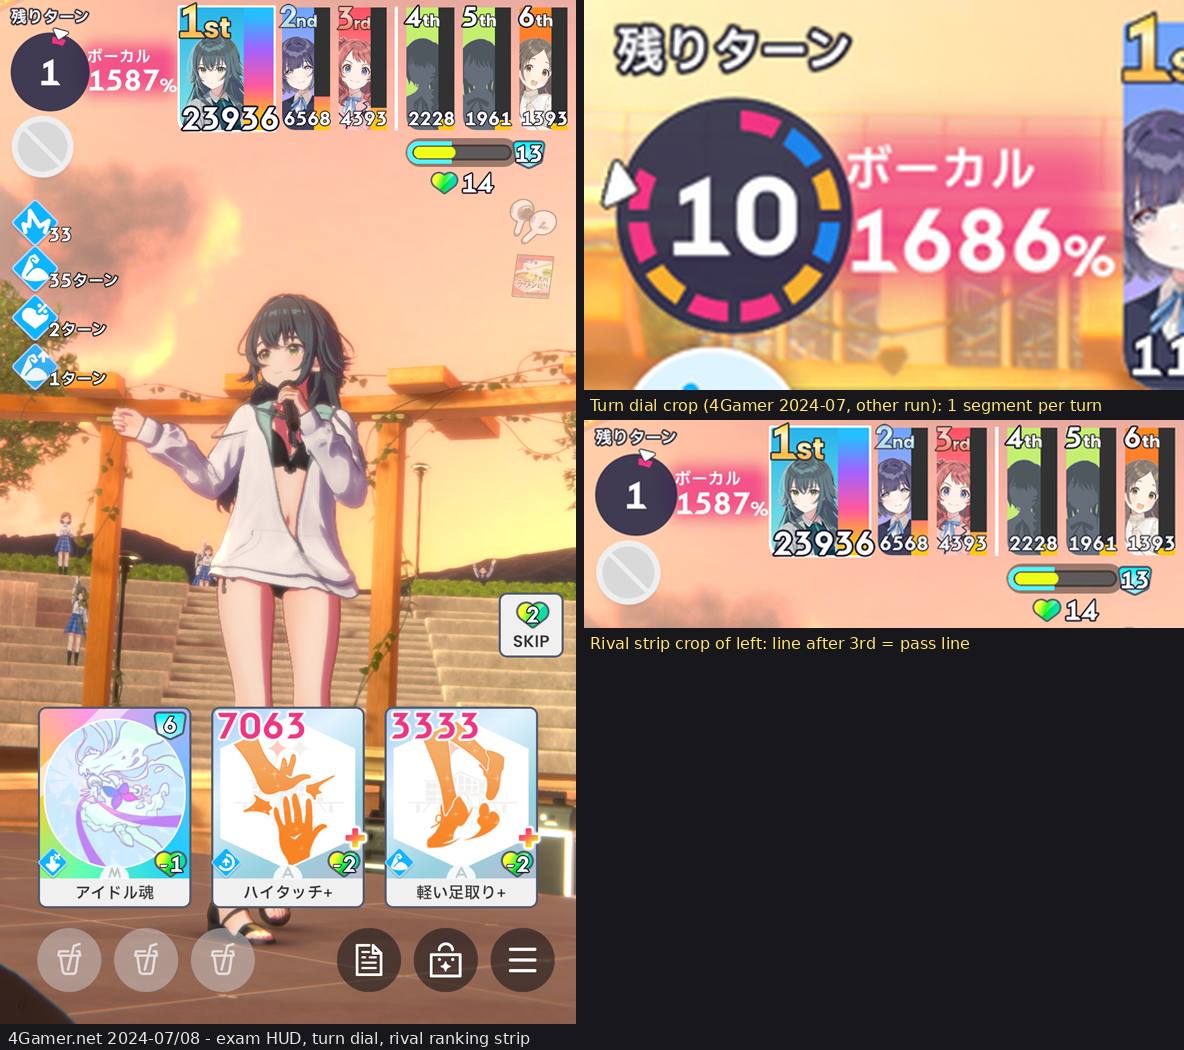 残りターン
1
ボーカル
1587%
1st
23936
2nd
6568
3rd
4393
4th
2228
5th
1961
6th
1393
13
14
33
35ターン
2ターン
1ターン
2
SKIP
6
-1
M
アイドル魂
7063
-2
A
ハイタッチ+
3333
-2
A
軽い足取り+
4Gamer.net 2024-07/08 - exam HUD, turn dial, rival ranking strip
残りターン
10
ボーカル
1686%
1s
11
Turn dial crop (4Gamer 2024-07, other run): 1 segment per turn
残りターン
1
ボーカル
1587%
1st
23936
2nd
6568
3rd
4393
4th
2228
5th
1961
6th
1393
13
14
Rival strip crop of left: line after 3rd = pass line